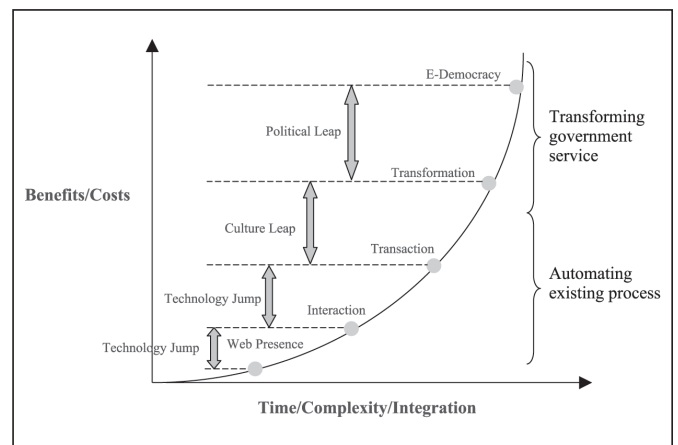 E-Democracy
Political Leap
Transforming
government
service
Transformation
Benefits/Costs
Culture Leap
Transaction
Automating
existing process
Technology Jump
Interaction
Technology Jump
Web Presence
Time/Complexity/Integration